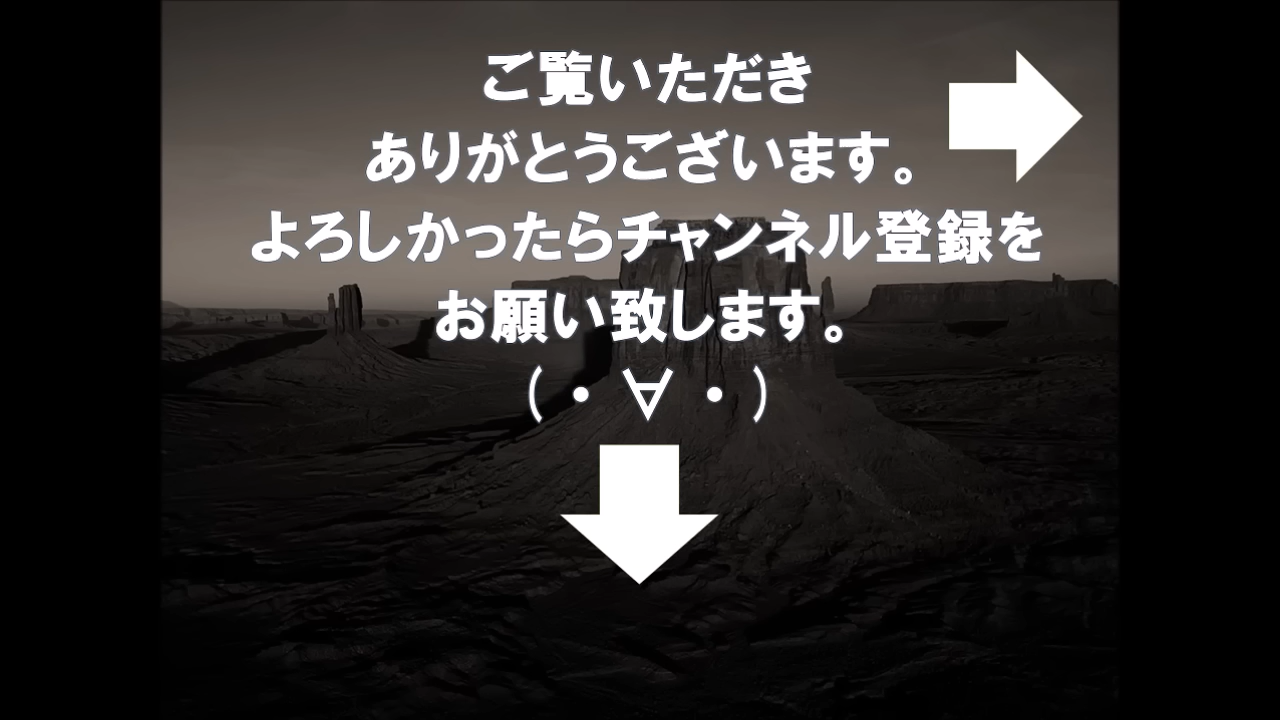 ご覧いただき
ありがとうございます。
よろしかったらチャンネル登録を
お願い致します。
(・∀・)